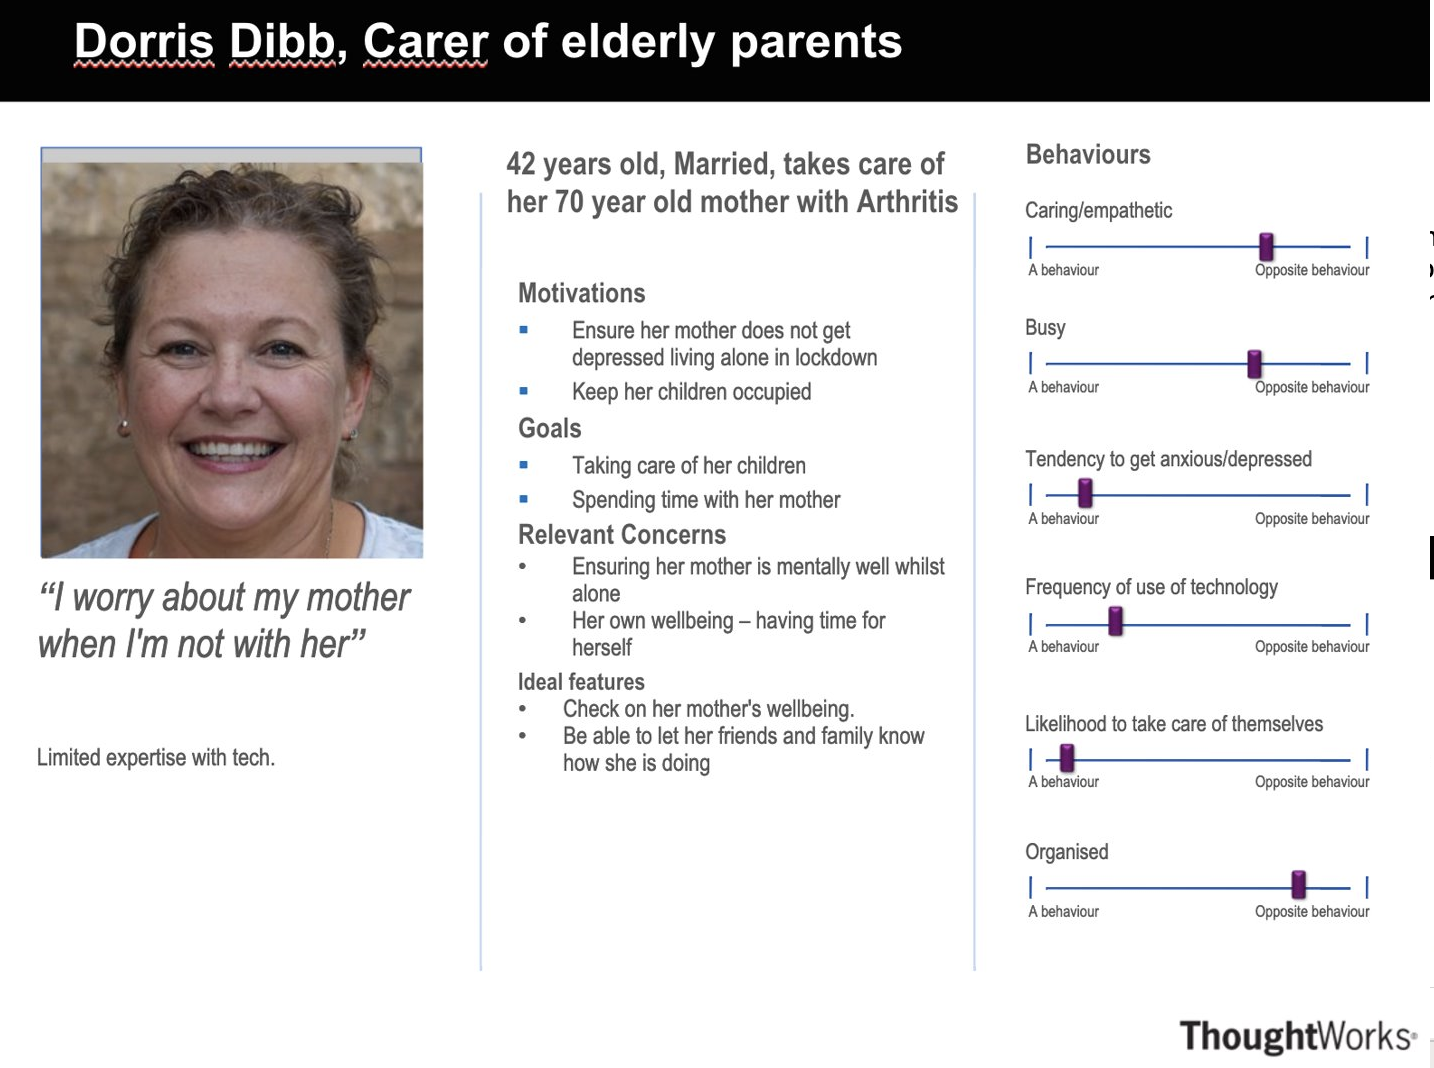 Dorris Dibb, Carer of elderly parents
“I worry about my mother
when I'm not with her”
Limited expertise with tech.
42 years old, Married, takes care of
her 70 year old mother with Arthritis
Motivations
Ensure her mother does not get
depressed living alone in lockdown
Keep her children occupied
Goals
Taking care of her children
Spending time with her mother
Relevant Concerns
Ensuring her mother is mentally well whilst
alone
Her own wellbeing – having time for
herself
Ideal features
Check on her mother's wellbeing.
Be able to let her friends and family know
how she is doing
Behaviours
Caring/empathetic
A behaviour Opposite behaviour
Busy
A behaviour Opposite behaviour
Tendency to get anxious/depressed
A behaviour Opposite behaviour
Frequency of use of technology
A behaviour Opposite behaviour
Likelihood to take care of themselves
A behaviour Opposite behaviour
Organised
A behaviour Opposite behaviour
ThoughtWorks®